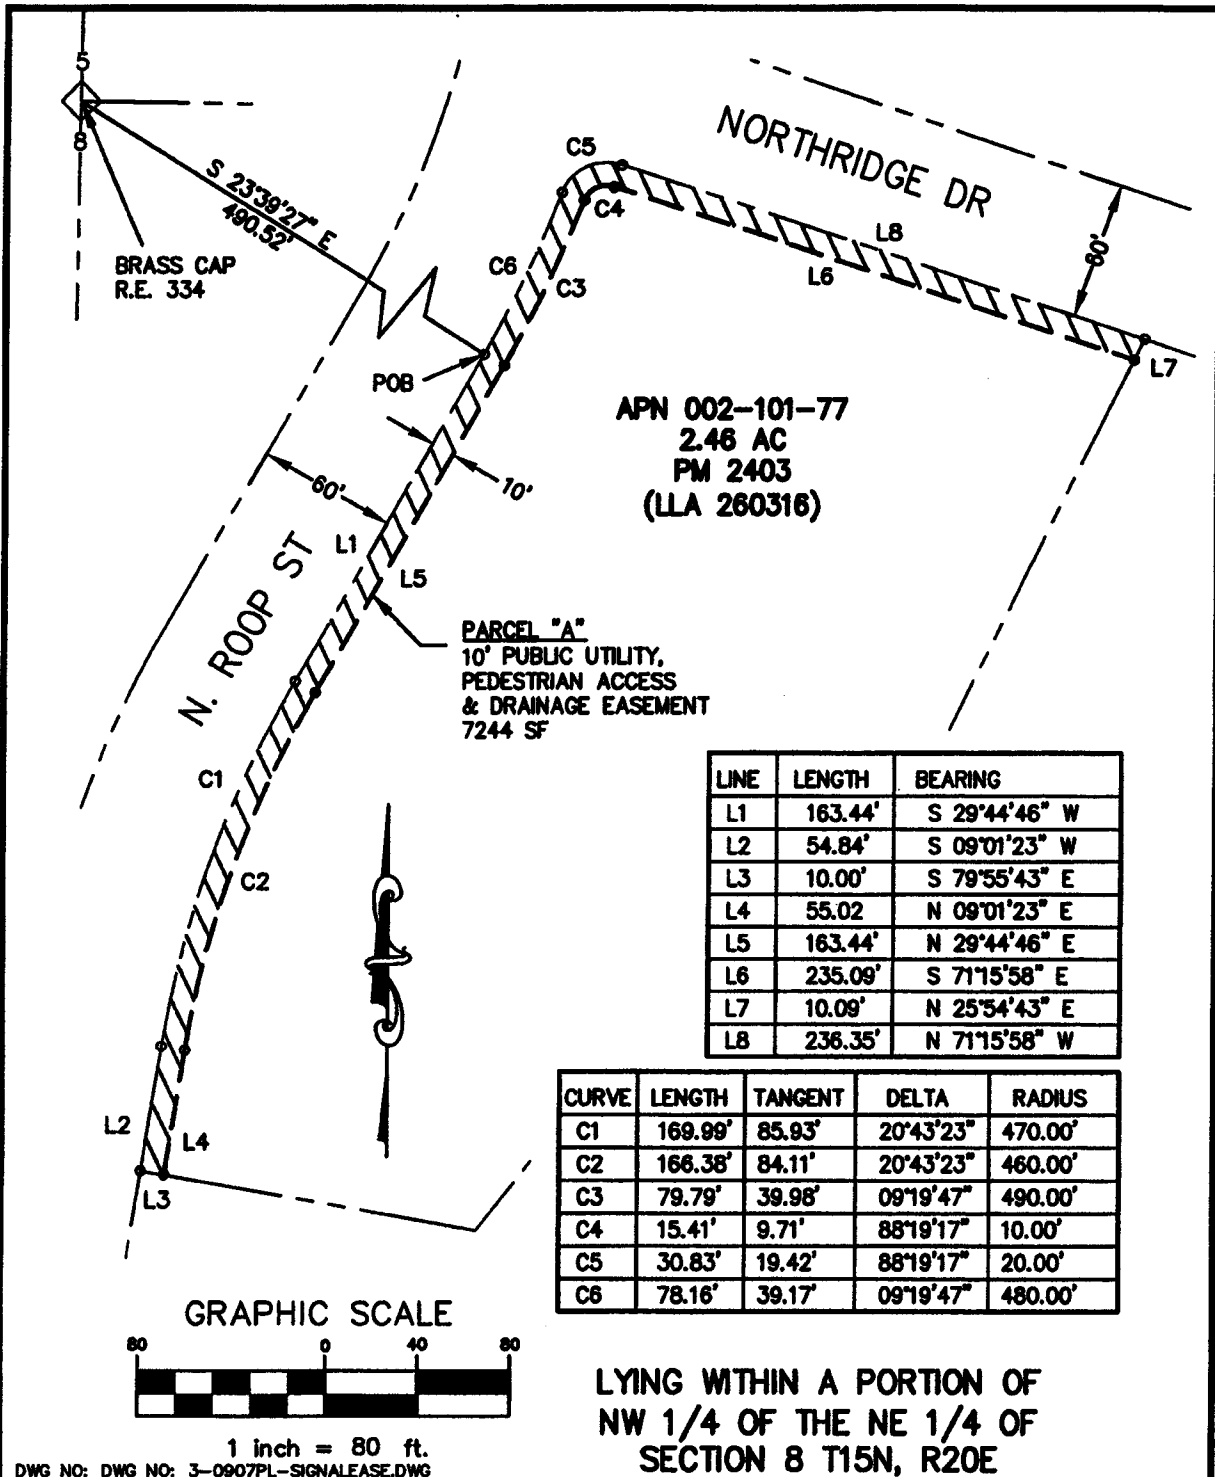 5
8
S 23°39'27" E
490.52'
BRASS CAP
R.E. 334
NORTHRIDGE DR
C5
C4
L8
L6
60'
C6
C3
L7
POB
APN 002-101-77
2.46 AC
PM 2403
(LLA 260316)
10'
60'
L1
L5
N. ROOP ST
PARCEL "A"
10' PUBLIC UTILITY,
PEDESTRIAN ACCESS
& DRAINAGE EASEMENT
7244 SF
C1
C2
LINE LENGTH BEARING
L1 163.44' S 29°44'46" W
L2 54.84' S 09°01'23" W
L3 10.00' S 79°55'43" E
L4 55.02 N 09°01'23" E
L5 163.44' N 29°44'46" E
L6 235.09' S 71°15'58" E
L7 10.09' N 25°54'43" E
L8 236.35' N 71°15'58" W
CURVE LENGTH TANGENT DELTA RADIUS
C1 169.99' 85.93' 20°43'23" 470.00'
C2 166.38' 84.11' 20°43'23" 460.00'
C3 79.79' 39.98' 09°19'47" 490.00'
C4 15.41' 9.71' 88°19'17" 10.00'
C5 30.83' 19.42' 88°19'17" 20.00'
C6 78.16' 39.17' 09°19'47" 480.00'
L2
L4
L3
GRAPHIC SCALE
80 0 40 80
1 inch = 80 ft.
DWG NO: DWG NO: 3-0907PL-SIGNALEASE.DWG
LYING WITHIN A PORTION OF
NW 1/4 OF THE NE 1/4 OF
SECTION 8 T15N, R20E